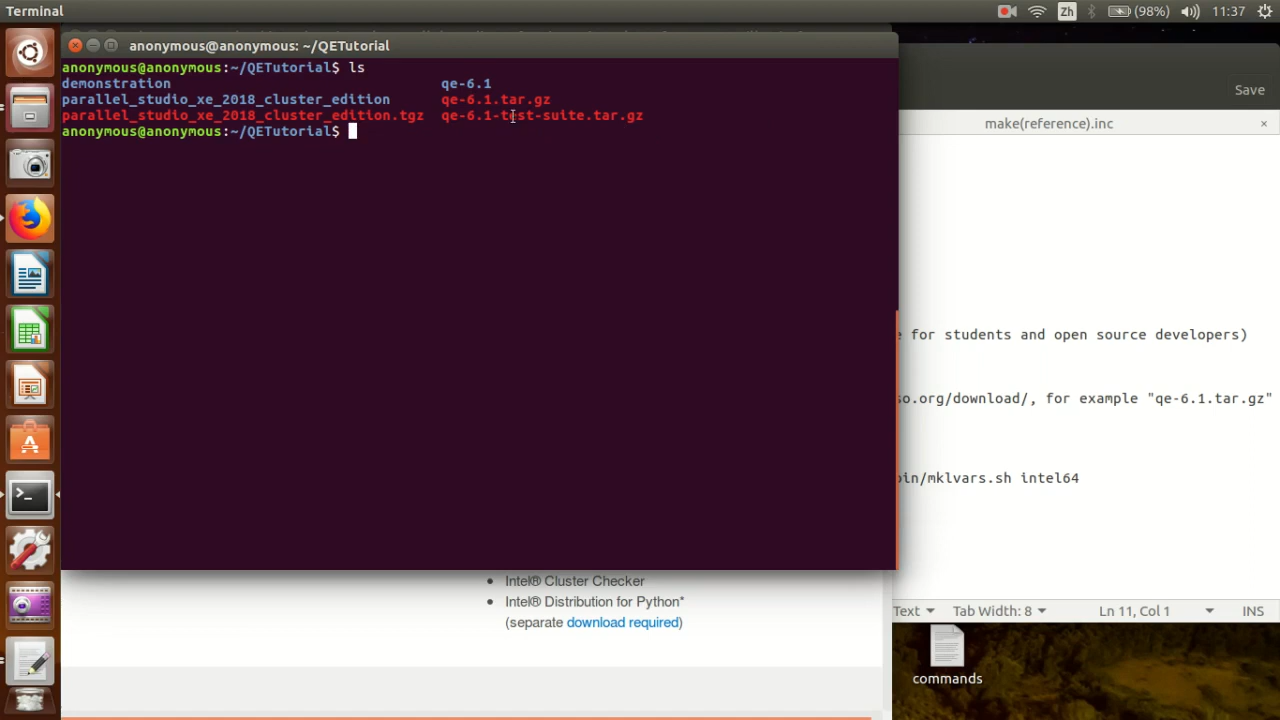 Terminal
Zh
(98%)
11:37
anonymous@anonymous: ~/QETutorial
anonymous@anonymous:~/QETutorial$ ls
demonstration qe-6.1
parallel_studio_xe_2018_cluster_edition qe-6.1.tar.gz
parallel_studio_xe_2018_cluster_edition.tgz qe-6.1-test-suite.tar.gz
anonymous@anonymous:~/QETutorial$
Save
make(reference).inc
for students and open source developers)
so.org/download/, for example "qe-6.1.tar.gz"
bin/mklvars.sh intel64
Intel® Cluster Checker
Intel® Distribution for Python*
(separate download required)
Text Tab Width: 8 Ln 11, Col 1 INS
commands